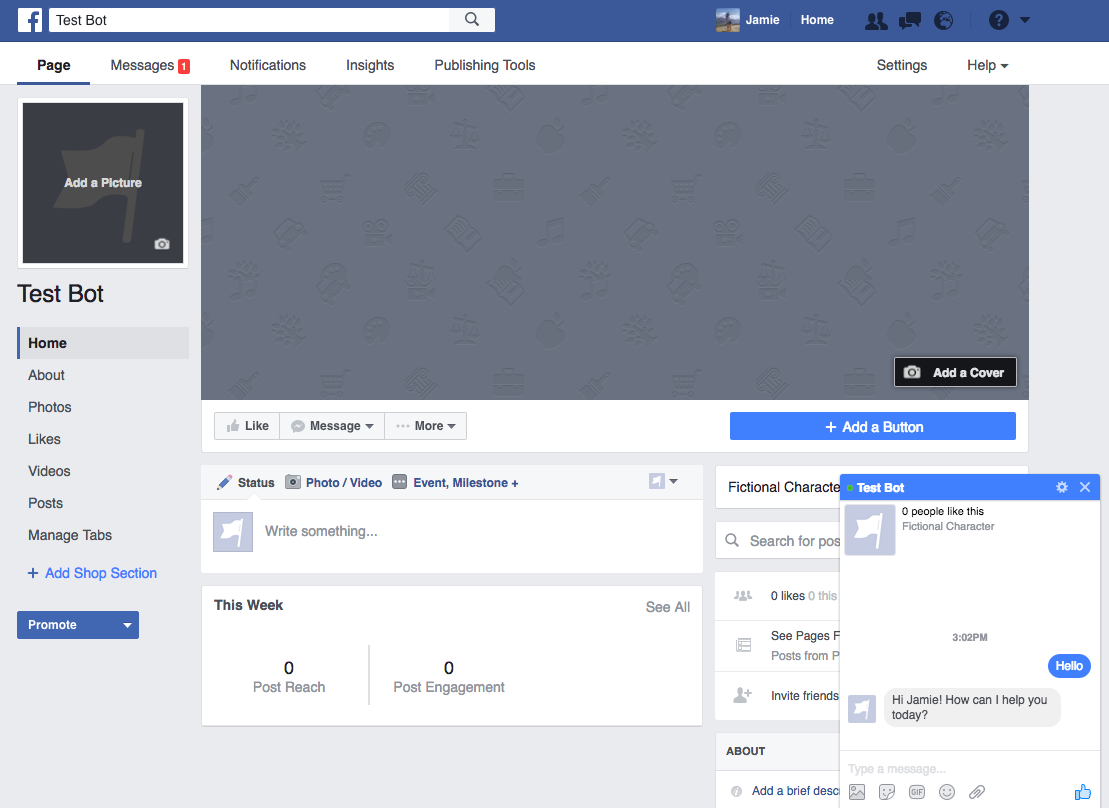 Test Bot
Jamie
Home
?
Page
Messages 1
Notifications
Insights
Publishing Tools
Settings
Help
Add a Picture
Add a Cover
Test Bot
Home
About
Photos
Likes
Videos
Posts
Manage Tabs
+ Add Shop Section
Promote
Like
Message
More
+ Add a Button
Status
Photo / Video
Event, Milestone +
Write something...
This Week
See All
0
Post Reach
0
Post Engagement
Fictional Characte
Search for pos
0 likes 0 this
See Pages F
Posts from P
Invite friends
ABOUT
Add a brief desc
Test Bot
0 people like this
Fictional Character
3:02PM
Hello
Hi Jamie! How can I help you
today?
Type a message...
GIF